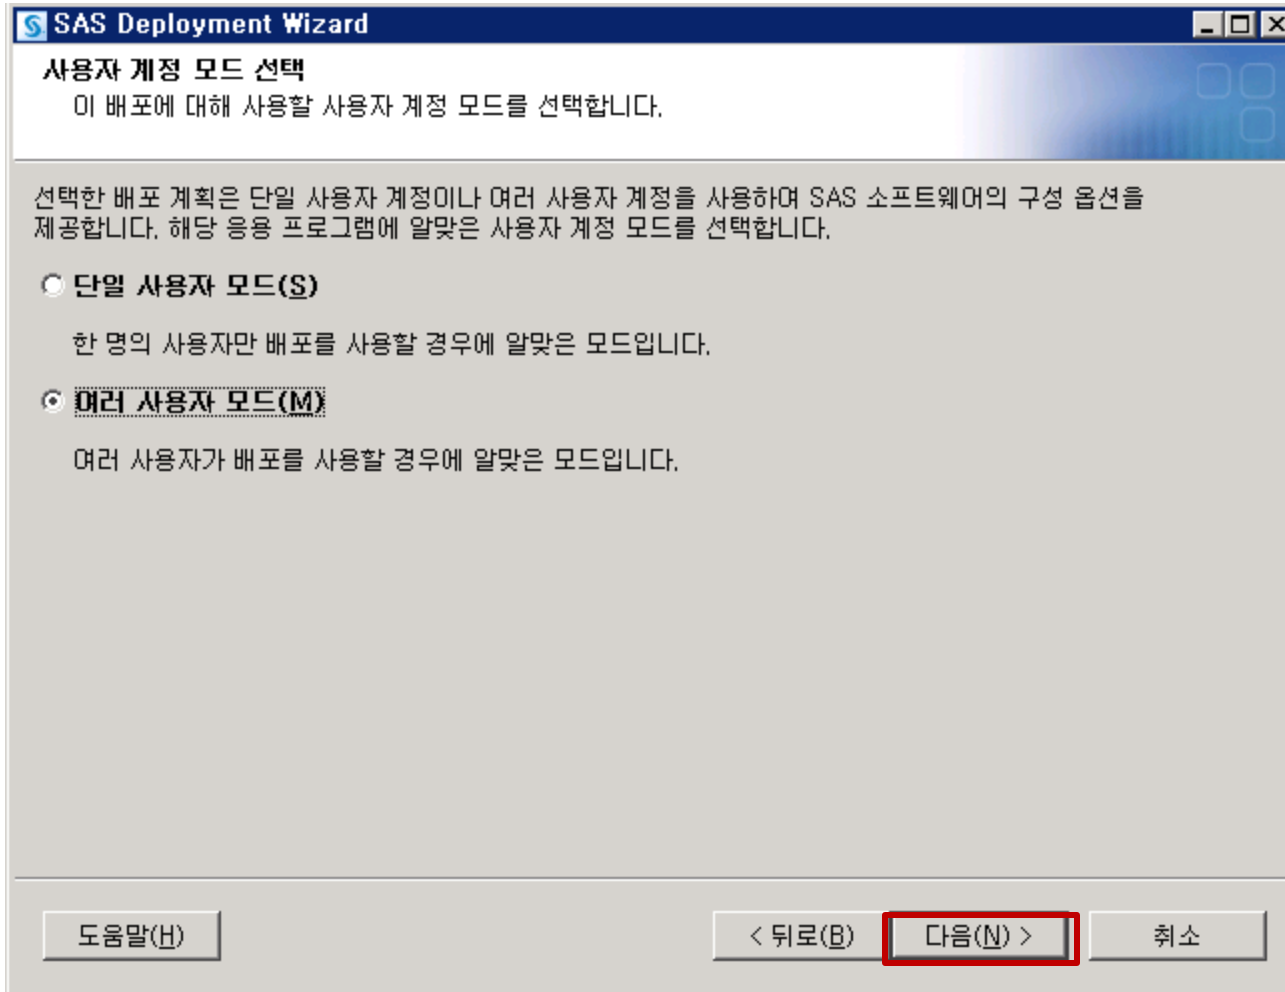 SAS Deployment Wizard
사용자 계정 모드 선택
이 배포에 대해 사용할 사용자 계정 모드를 선택합니다.
선택한 배포 계획은 단일 사용자 계정이나 여러 사용자 계정을 사용하여 SAS 소프트웨어의 구성 옵션을
제공합니다. 해당 응용 프로그램에 알맞은 사용자 계정 모드를 선택합니다.
단일 사용자 모드(S)
한 명의 사용자만 배포를 사용할 경우에 알맞은 모드입니다.
여러 사용자 모드(M)
여러 사용자가 배포를 사용할 경우에 알맞은 모드입니다.
도움말(H) < 뒤로(B) 다음(N) > 취소